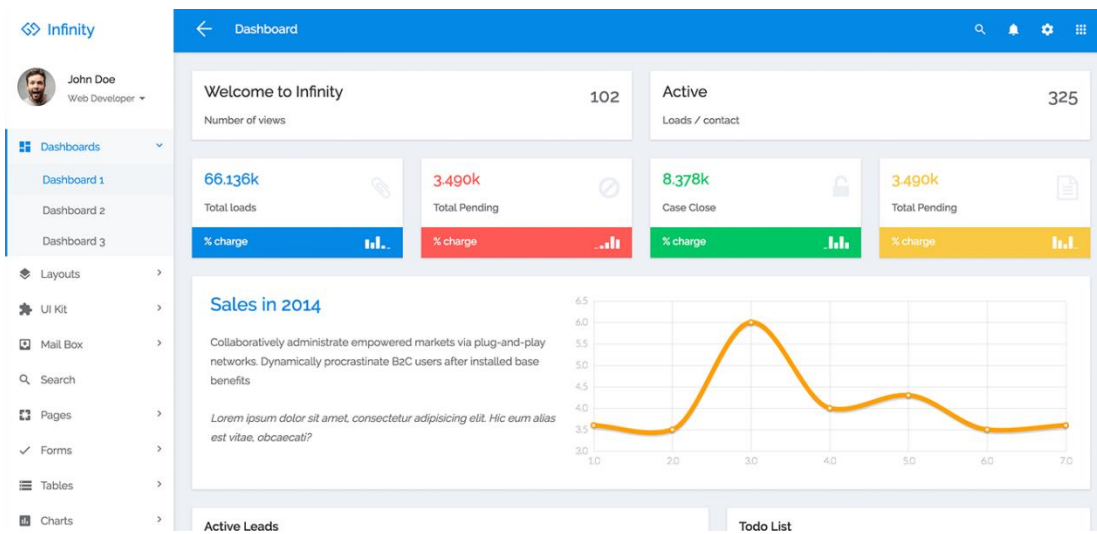 Infinity
Dashboard
John Doe
Web Developer
Dashboards
Dashboard 1
Dashboard 2
Dashboard 3
Layouts
UI Kit
Mail Box
Search
Pages
Forms
Tables
Charts
Welcome to Infinity
102
Number of views
Active
325
Loads / contact
66.136k
Total loads
% charge
3.490k
Total Pending
% charge
8.378k
Case Close
% charge
3.490k
Total Pending
% charge
Sales in 2014
Collaboratively administrate empowered markets via plug-and-play
networks. Dynamically procrastinate B2C users after installed base
benefits
Lorem ipsum dolor sit amet, consectetur adipisicing elit. Hic eum alias
est vitae, obcaecati?
6.5
6.0
5.5
5.0
4.5
4.0
3.5
3.0
1.0 2.0 3.0 4.0 5.0 6.0 7.0
Active Leads
Todo List